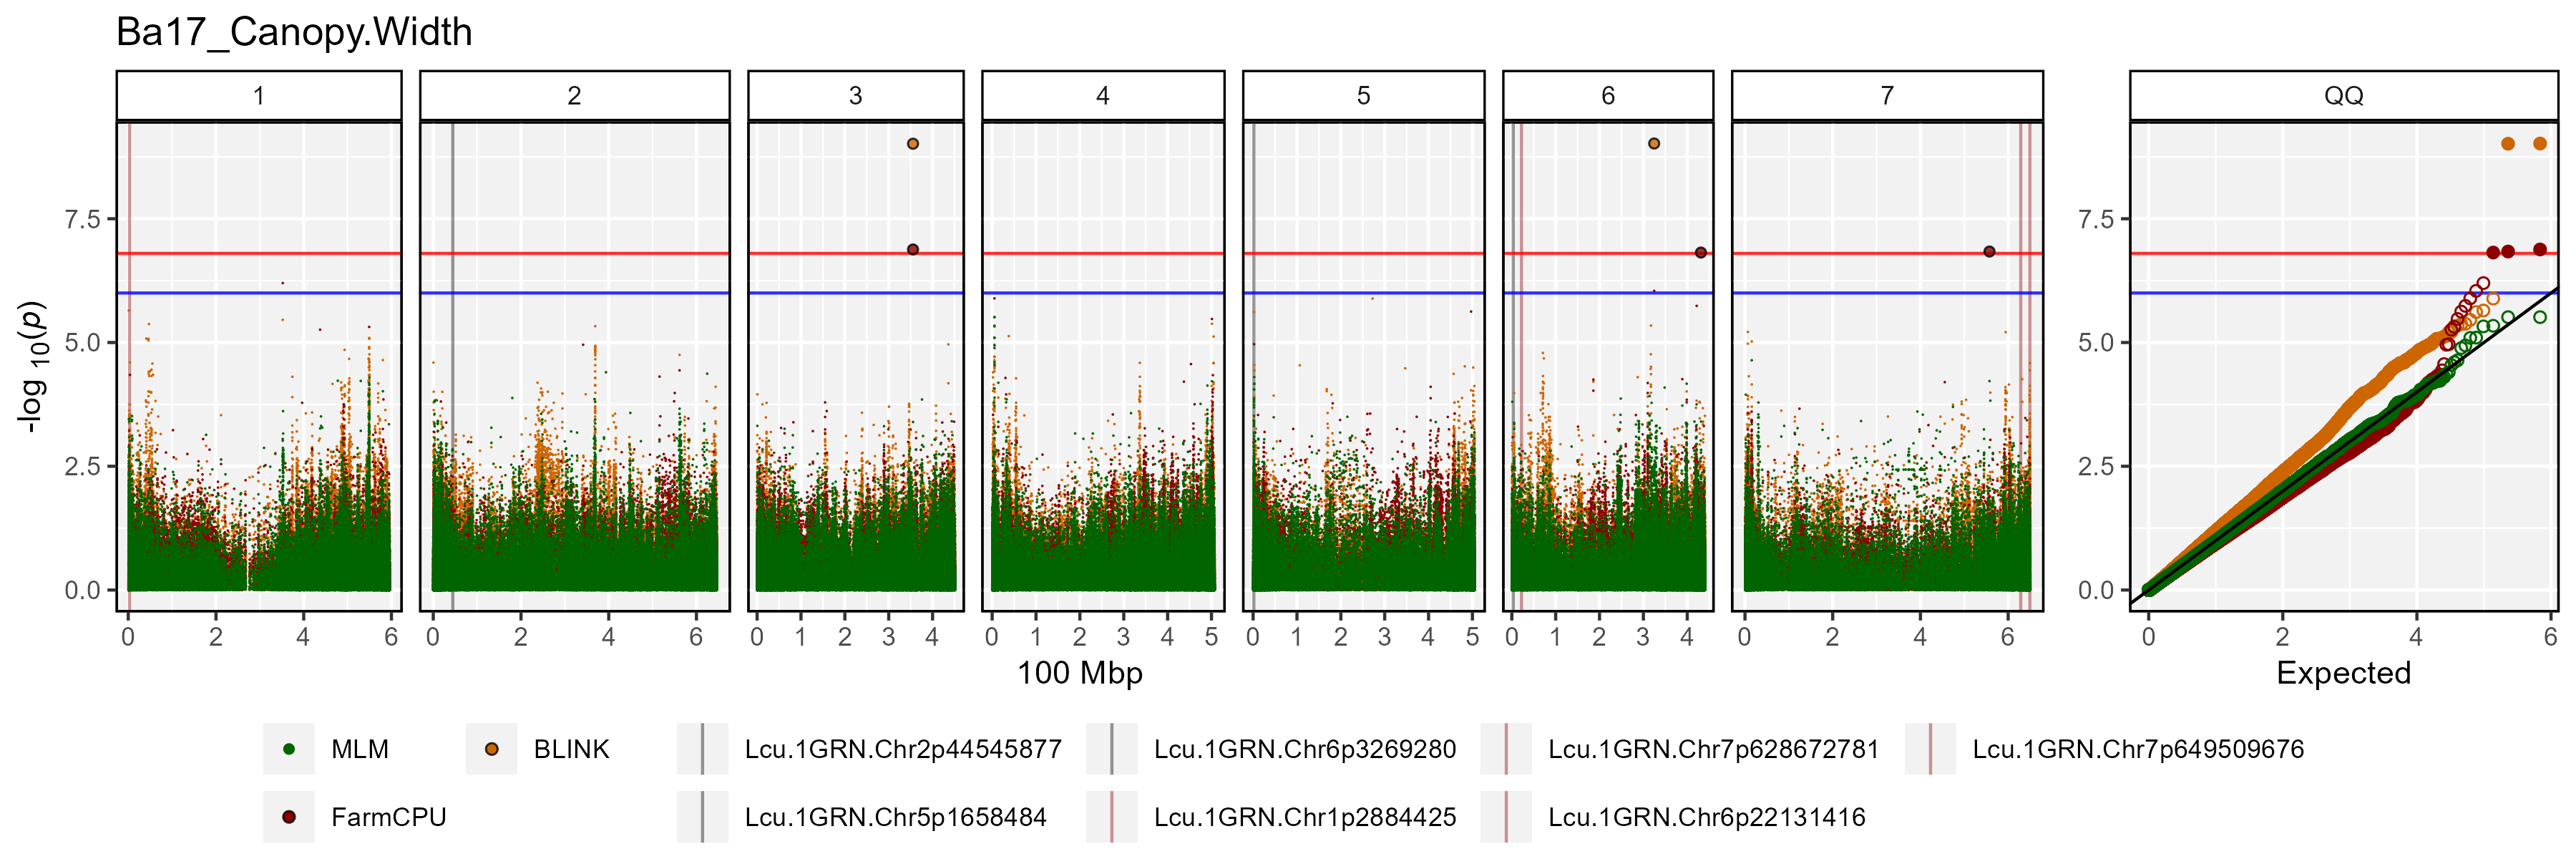 Ba17_Canopy.Width
1 2 3 4 5 6 7 QQ
7.5 7.5
5.0 5.0
2.5 2.5
0.0 0.0
-log 10(p)
0 2 4 6 0 2 4 6 0 1 2 3 4 0 1 2 3 4 5 0 1 2 3 4 5 0 1 2 3 4 0 2 4 6 0 2 4 6
100 Mbp Expected
MLM BLINK Lcu.1GRN.Chr2p44545877 Lcu.1GRN.Chr6p3269280 Lcu.1GRN.Chr7p628672781 Lcu.1GRN.Chr7p649509676
FarmCPU Lcu.1GRN.Chr5p1658484 Lcu.1GRN.Chr1p2884425 Lcu.1GRN.Chr6p22131416